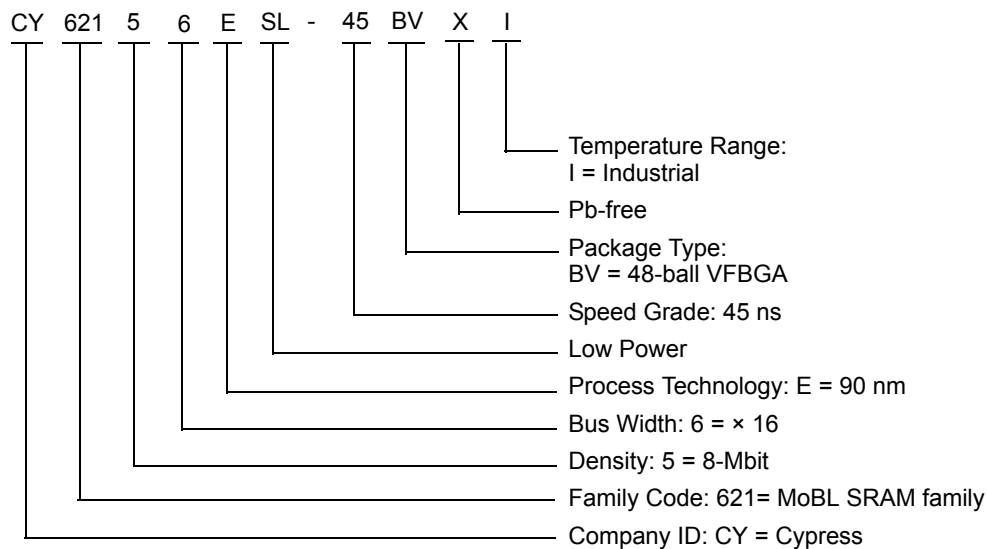 CY 621 5 6 E SL - 45 BV X I
Temperature Range:
I = Industrial
Pb-free
Package Type:
BV = 48-ball VFBGA
Speed Grade: 45 ns
Low Power
Process Technology: E = 90 nm
Bus Width: 6 = × 16
Density: 5 = 8-Mbit
Family Code: 621= MoBL SRAM family
Company ID: CY = Cypress